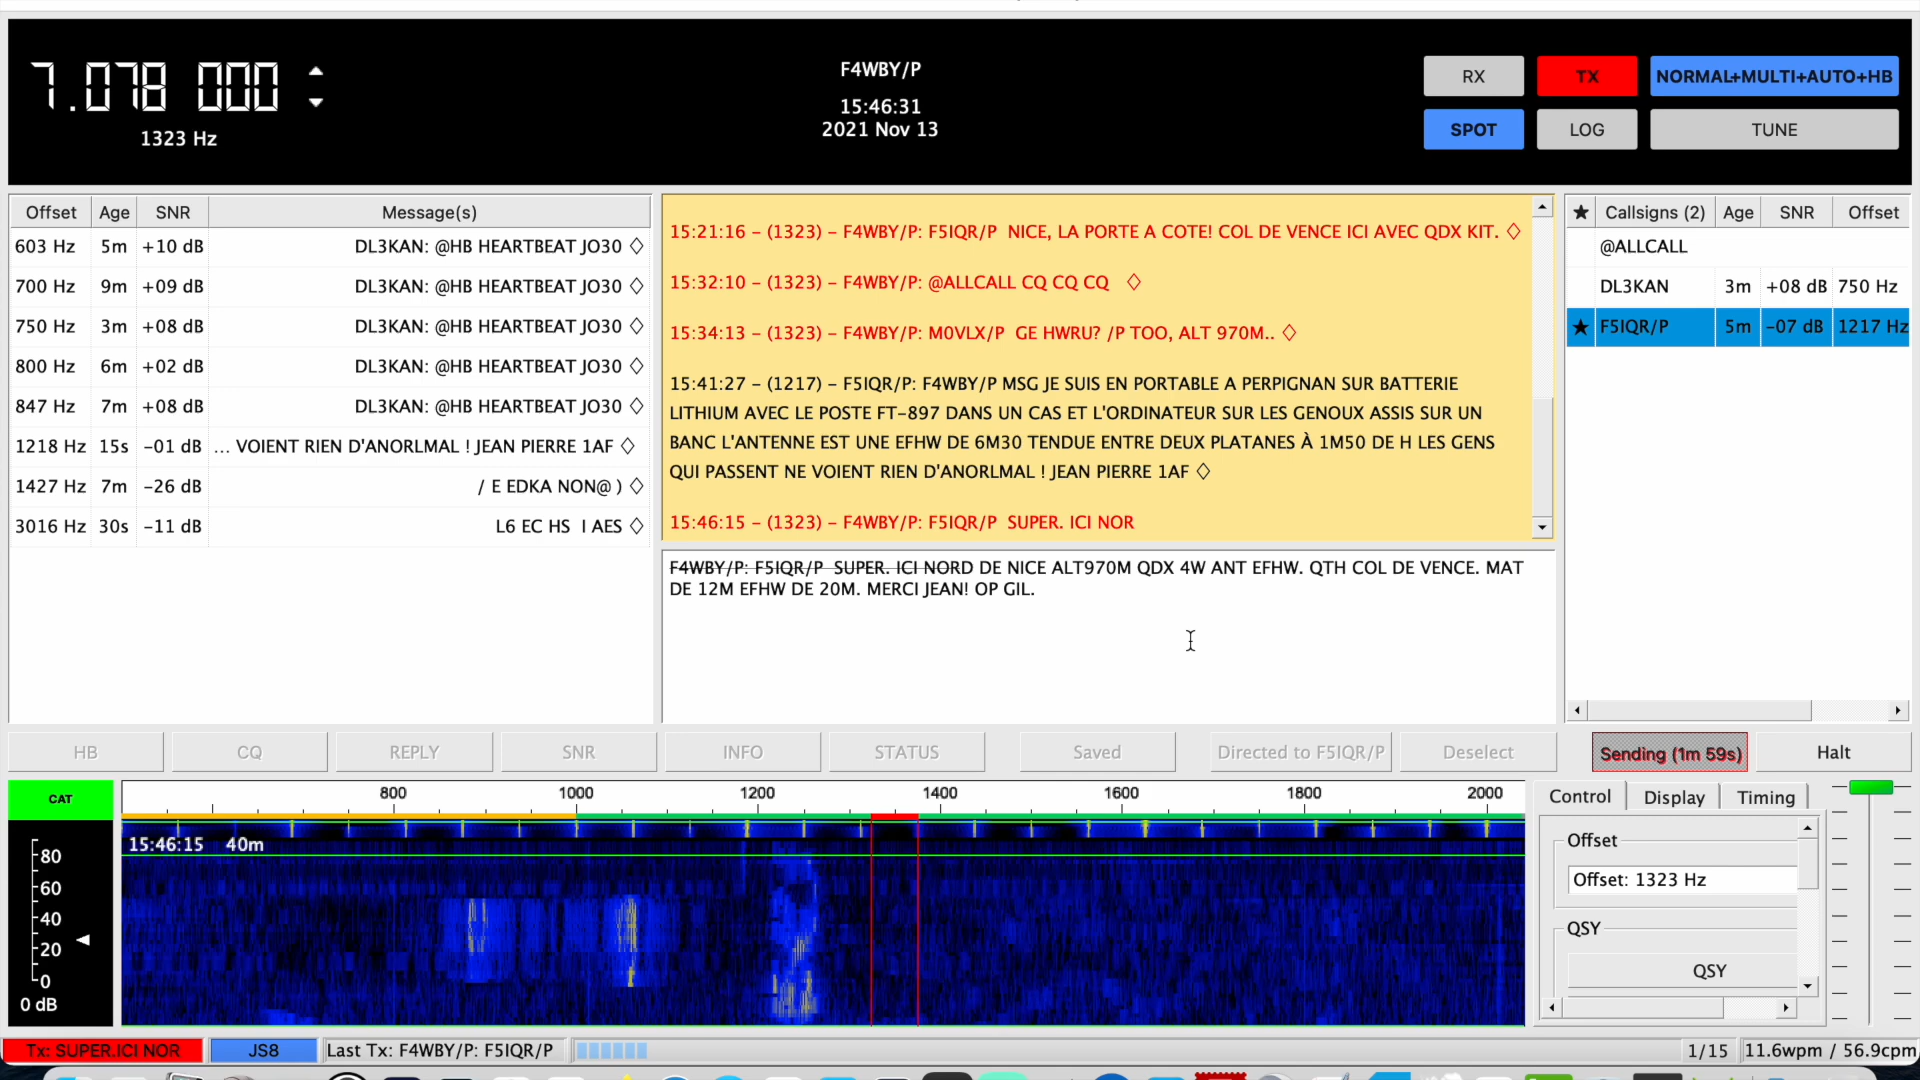 7.078 000
1323 Hz
F4WBY/P
15:46:31
2021 Nov 13
RX
TX
NORMAL+MULTI+AUTO+HB
SPOT
LOG
TUNE
Offset Age SNR Message(s)
603 Hz 5m +10 dB DL3KAN: @HB HEARTBEAT JO30 ♢
700 Hz 9m +09 dB DL3KAN: @HB HEARTBEAT JO30 ♢
750 Hz 3m +08 dB DL3KAN: @HB HEARTBEAT JO30 ♢
800 Hz 6m +02 dB DL3KAN: @HB HEARTBEAT JO30 ♢
847 Hz 7m +08 dB DL3KAN: @HB HEARTBEAT JO30 ♢
1218 Hz 15s -01 dB ... VOIENT RIEN D'ANORLMAL ! JEAN PIERRE 1AF ♢
1427 Hz 7m -26 dB / E EDKA NON@ ) ♢
3016 Hz 30s -11 dB L6 EC HS I AES ♢
15:21:16 - (1323) - F4WBY/P: F5IQR/P NICE, LA PORTE A COTE! COL DE VENCE ICI AVEC QDX KIT. ♢
15:32:10 - (1323) - F4WBY/P: @ALLCALL CQ CQ CQ ♢
15:34:13 - (1323) - F4WBY/P: M0VLX/P GE HWRU? /P TOO, ALT 970M.. ♢
15:41:27 - (1217) - F5IQR/P: F4WBY/P MSG JE SUIS EN PORTABLE A PERPIGNAN SUR BATTERIE
LITHIUM AVEC LE POSTE FT-897 DANS UN CAS ET L'ORDINATEUR SUR LES GENOUX ASSIS SUR UN
BANC L'ANTENNE EST UNE EFHW DE 6M30 TENDUE ENTRE DEUX PLATANES À 1M50 DE H LES GENS
QUI PASSENT NE VOIENT RIEN D'ANORLMAL ! JEAN PIERRE 1AF ♢
15:46:15 - (1323) - F4WBY/P: F5IQR/P SUPER. ICI NOR
F4WBY/P: F5IQR/P SUPER. ICI NORD DE NICE ALT970M QDX 4W ANT EFHW. QTH COL DE VENCE. MAT
DE 12M EFHW DE 20M. MERCI JEAN! OP GIL.
★ Callsigns (2) Age SNR Offset
@ALLCALL
DL3KAN 3m +08 dB 750 Hz
★ F5IQR/P 5m -07 dB 1217 Hz
HB CQ REPLY SNR INFO STATUS Saved Directed to F5IQR/P Deselect Sending (1m 59s) Halt
CAT
800 1000 1200 1400 1600 1800 2000
15:46:15 40m
80
60
40
20
0
0 dB
Control Display Timing
Offset
Offset: 1323 Hz
QSY
QSY
Tx: SUPER.ICI NOR JS8 Last Tx: F4WBY/P: F5IQR/P 1/15 11.6wpm / 56.9cpm